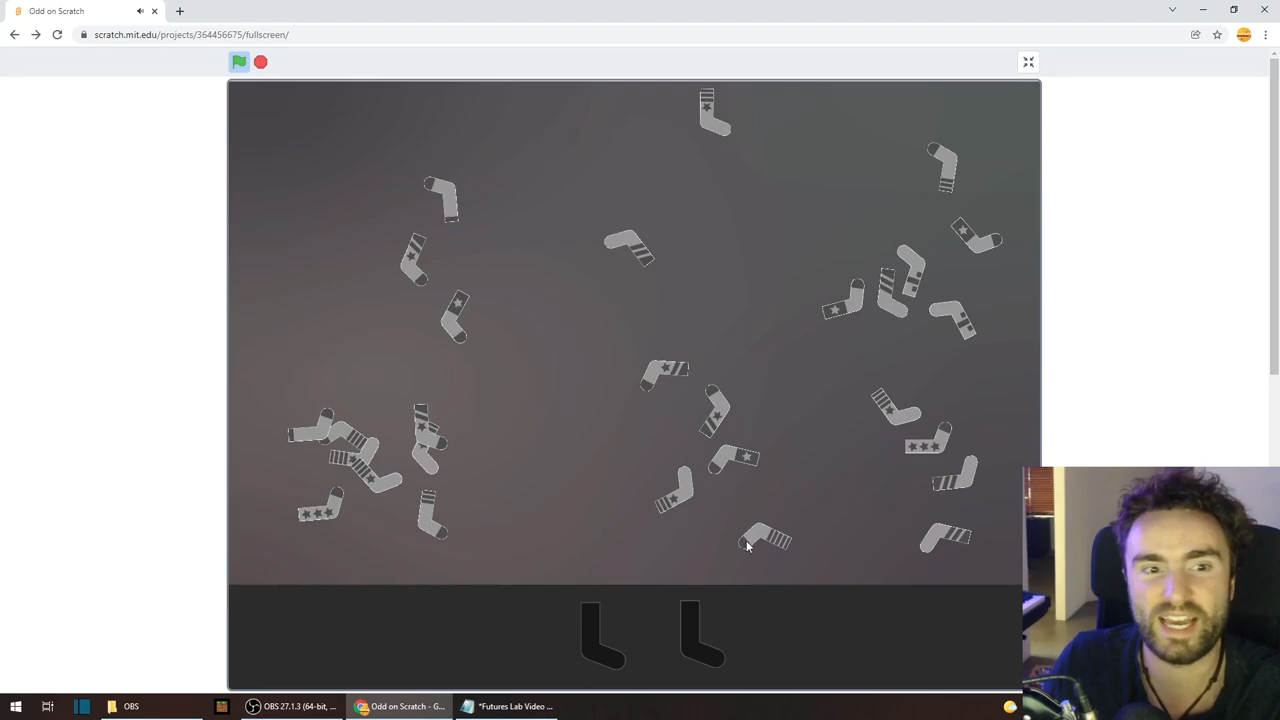 Odd on Scratch
scratch.mit.edu/projects/364456675/fullscreen/
OBS
OBS 27.1.3 (64-bit, ...
Odd on Scratch - G...
*Futures Lab Video ...